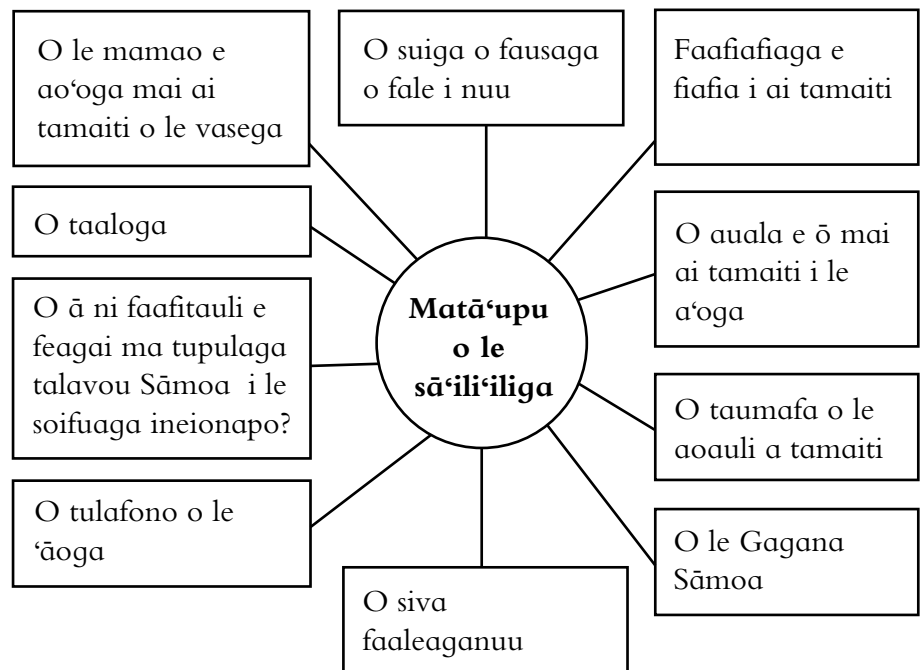 O le mamao e
ao‘oga mai ai
tamaiti o le vasega
O suiga o fausaga
o fale i nuu
Faafiafiaga e
fiafia i ai tamaiti
O taaloga
O auala e ō mai
ai tamaiti i le
a‘oga
O ā ni faafitauli e
feagai ma tupulaga
talavou Sāmoa i le
soifuaga ineionapo?
Matā‘upu
o le
sā‘ili‘iliga
O taumafa o le
aoauli a tamaiti
O tulafono o le
‘āoga
O le Gagana
Sāmoa
O siva
faaleaganuu